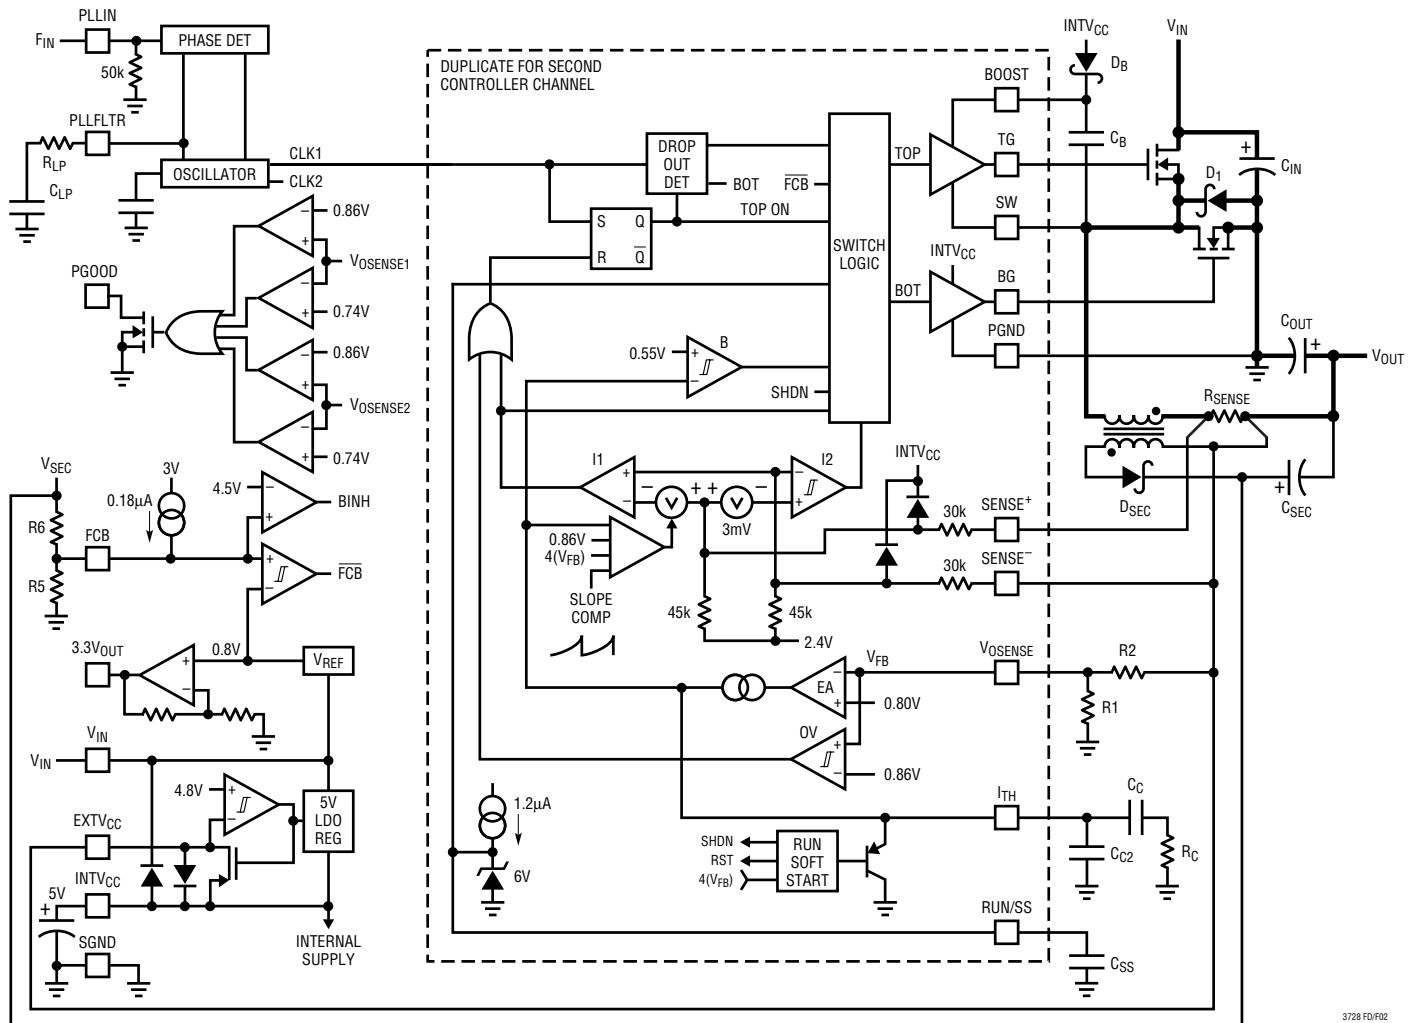 PLLIN
F_IN
PHASE DET
50k
PLLFLTR
R_LP
C_LP
OSCILLATOR
CLK1
CLK2
−
0.86V
+
V_OSENSE1
−
+
0.74V
PGOOD
−
0.86V
+
V_OSENSE2
−
+
0.74V
V_SEC
R6
FCB
R5
0.18µA
3V
4.5V
−
+
BINH
+
−
F̅C̅B̅
3.3V_OUT
0.8V
+
−
V_REF
V_IN
V_IN
4.8V
+
−
5V
LDO
REG
EXTV_CC
INTV_CC
5V
+
SGND
INTERNAL
SUPPLY
DUPLICATE FOR SECOND
CONTROLLER CHANNEL
DROP
OUT
DET
BOT
F̅C̅B̅
TOP ON
S
Q
R
Q̅
SWITCH
LOGIC
TOP
BOT
INTV_CC
0.55V
+
−
B
SHDN
I1
+
−
−
+
+
−
3mV
I2
−
+
0.86V
4(V_FB)
SLOPE
COMP
45k
45k
2.4V
INTV_CC
30k
SENSE+
30k
SENSE−
V_FB
EA
−
+
0.80V
V_OSENSE
OV
+
−
0.86V
1.2µA
6V
SHDN
RST
4(V_FB)
RUN
SOFT
START
I_TH
RUN/SS
BOOST
TG
SW
BG
PGND
INTV_CC
D_B
C_B
V_IN
+
C_IN
D_1
C_OUT
+
V_OUT
R_SENSE
D_SEC
+
C_SEC
R2
R1
C_C
C_C2
R_C
C_SS
3728 FD/F02